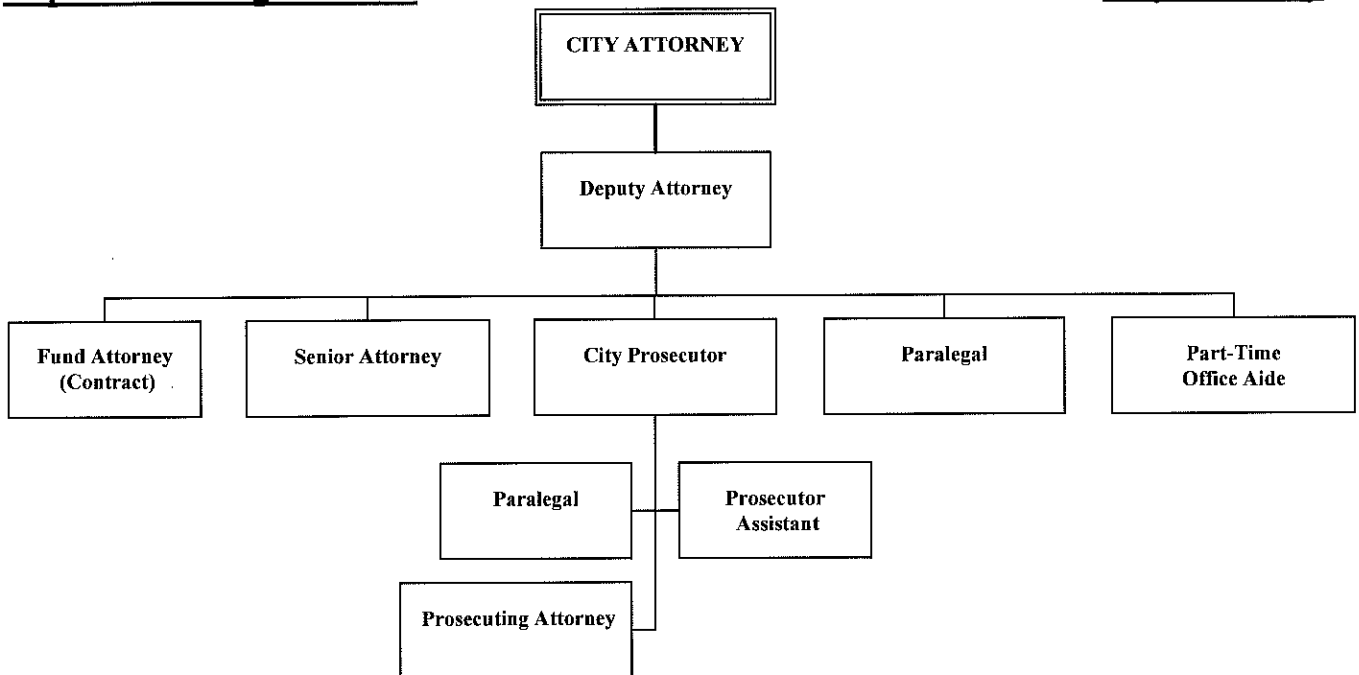 CITY ATTORNEY
Deputy Attorney
Fund Attorney
(Contract)
Senior Attorney
City Prosecutor
Paralegal
Part-Time
Office Aide
Paralegal
Prosecutor
Assistant
Prosecuting Attorney